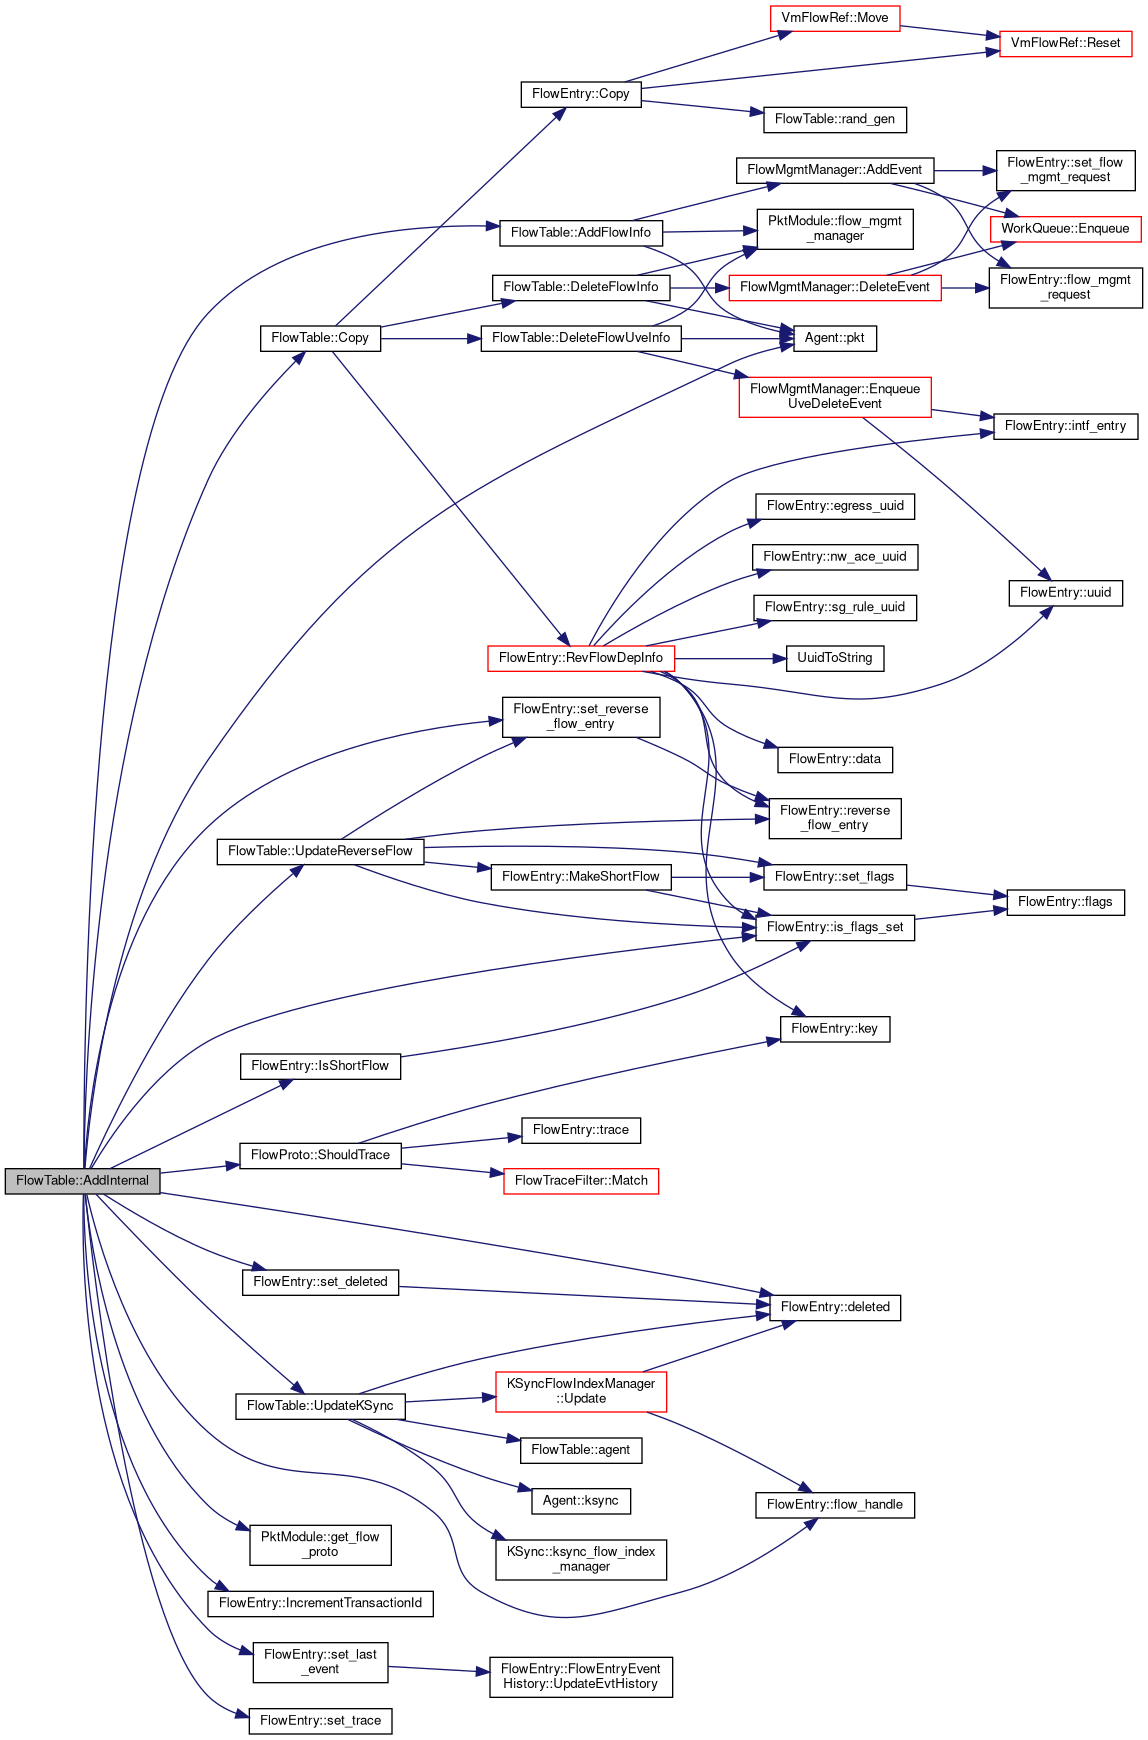 VmFlowRef::Move
VmFlowRef::Reset
FlowEntry::Copy
FlowTable::rand_gen
FlowMgmtManager::AddEvent
FlowEntry::set_flow
_mgmt_request
FlowTable::AddFlowInfo
PktModule::flow_mgmt
_manager
WorkQueue::Enqueue
FlowTable::DeleteFlowInfo
FlowMgmtManager::DeleteEvent
FlowEntry::flow_mgmt
_request
FlowTable::Copy
FlowTable::DeleteFlowUveInfo
Agent::pkt
FlowMgmtManager::Enqueue
UveDeleteEvent
FlowEntry::intf_entry
FlowEntry::egress_uuid
FlowEntry::nw_ace_uuid
FlowEntry::uuid
FlowEntry::sg_rule_uuid
FlowEntry::RevFlowDepInfo
UuidToString
FlowEntry::set_reverse
_flow_entry
FlowEntry::data
FlowEntry::reverse
_flow_entry
FlowTable::UpdateReverseFlow
FlowEntry::MakeShortFlow
FlowEntry::set_flags
FlowEntry::flags
FlowEntry::is_flags_set
FlowEntry::key
FlowEntry::IsShortFlow
FlowEntry::trace
FlowProto::ShouldTrace
FlowTable::AddInternal
FlowTraceFilter::Match
FlowEntry::set_deleted
FlowEntry::deleted
KSyncFlowIndexManager
::Update
FlowTable::UpdateKSync
FlowTable::agent
Agent::ksync
FlowEntry::flow_handle
PktModule::get_flow
_proto
KSync::ksync_flow_index
_manager
FlowEntry::IncrementTransactionId
FlowEntry::set_last
_event
FlowEntry::FlowEntryEvent
History::UpdateEvtHistory
FlowEntry::set_trace